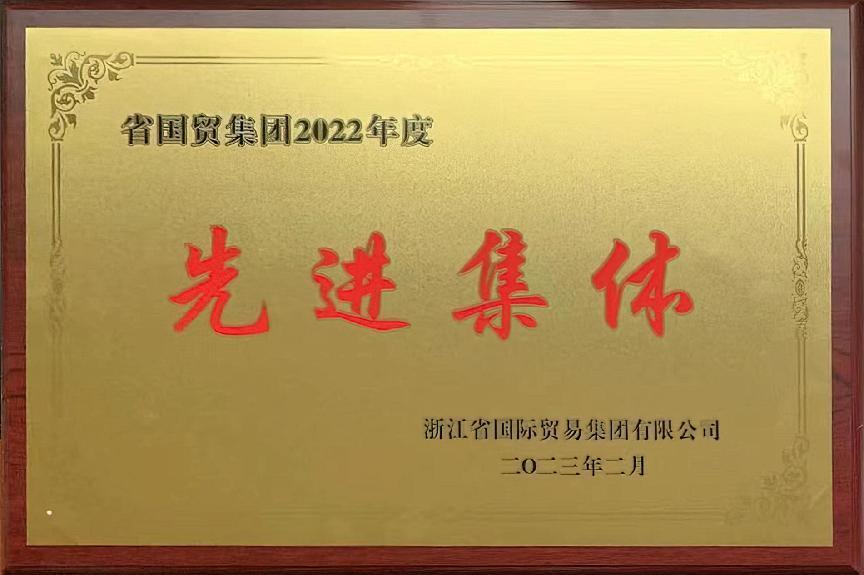 省国贸集团2022年度
先进集体
浙江省国际贸易集团有限公司
二O二三年二月